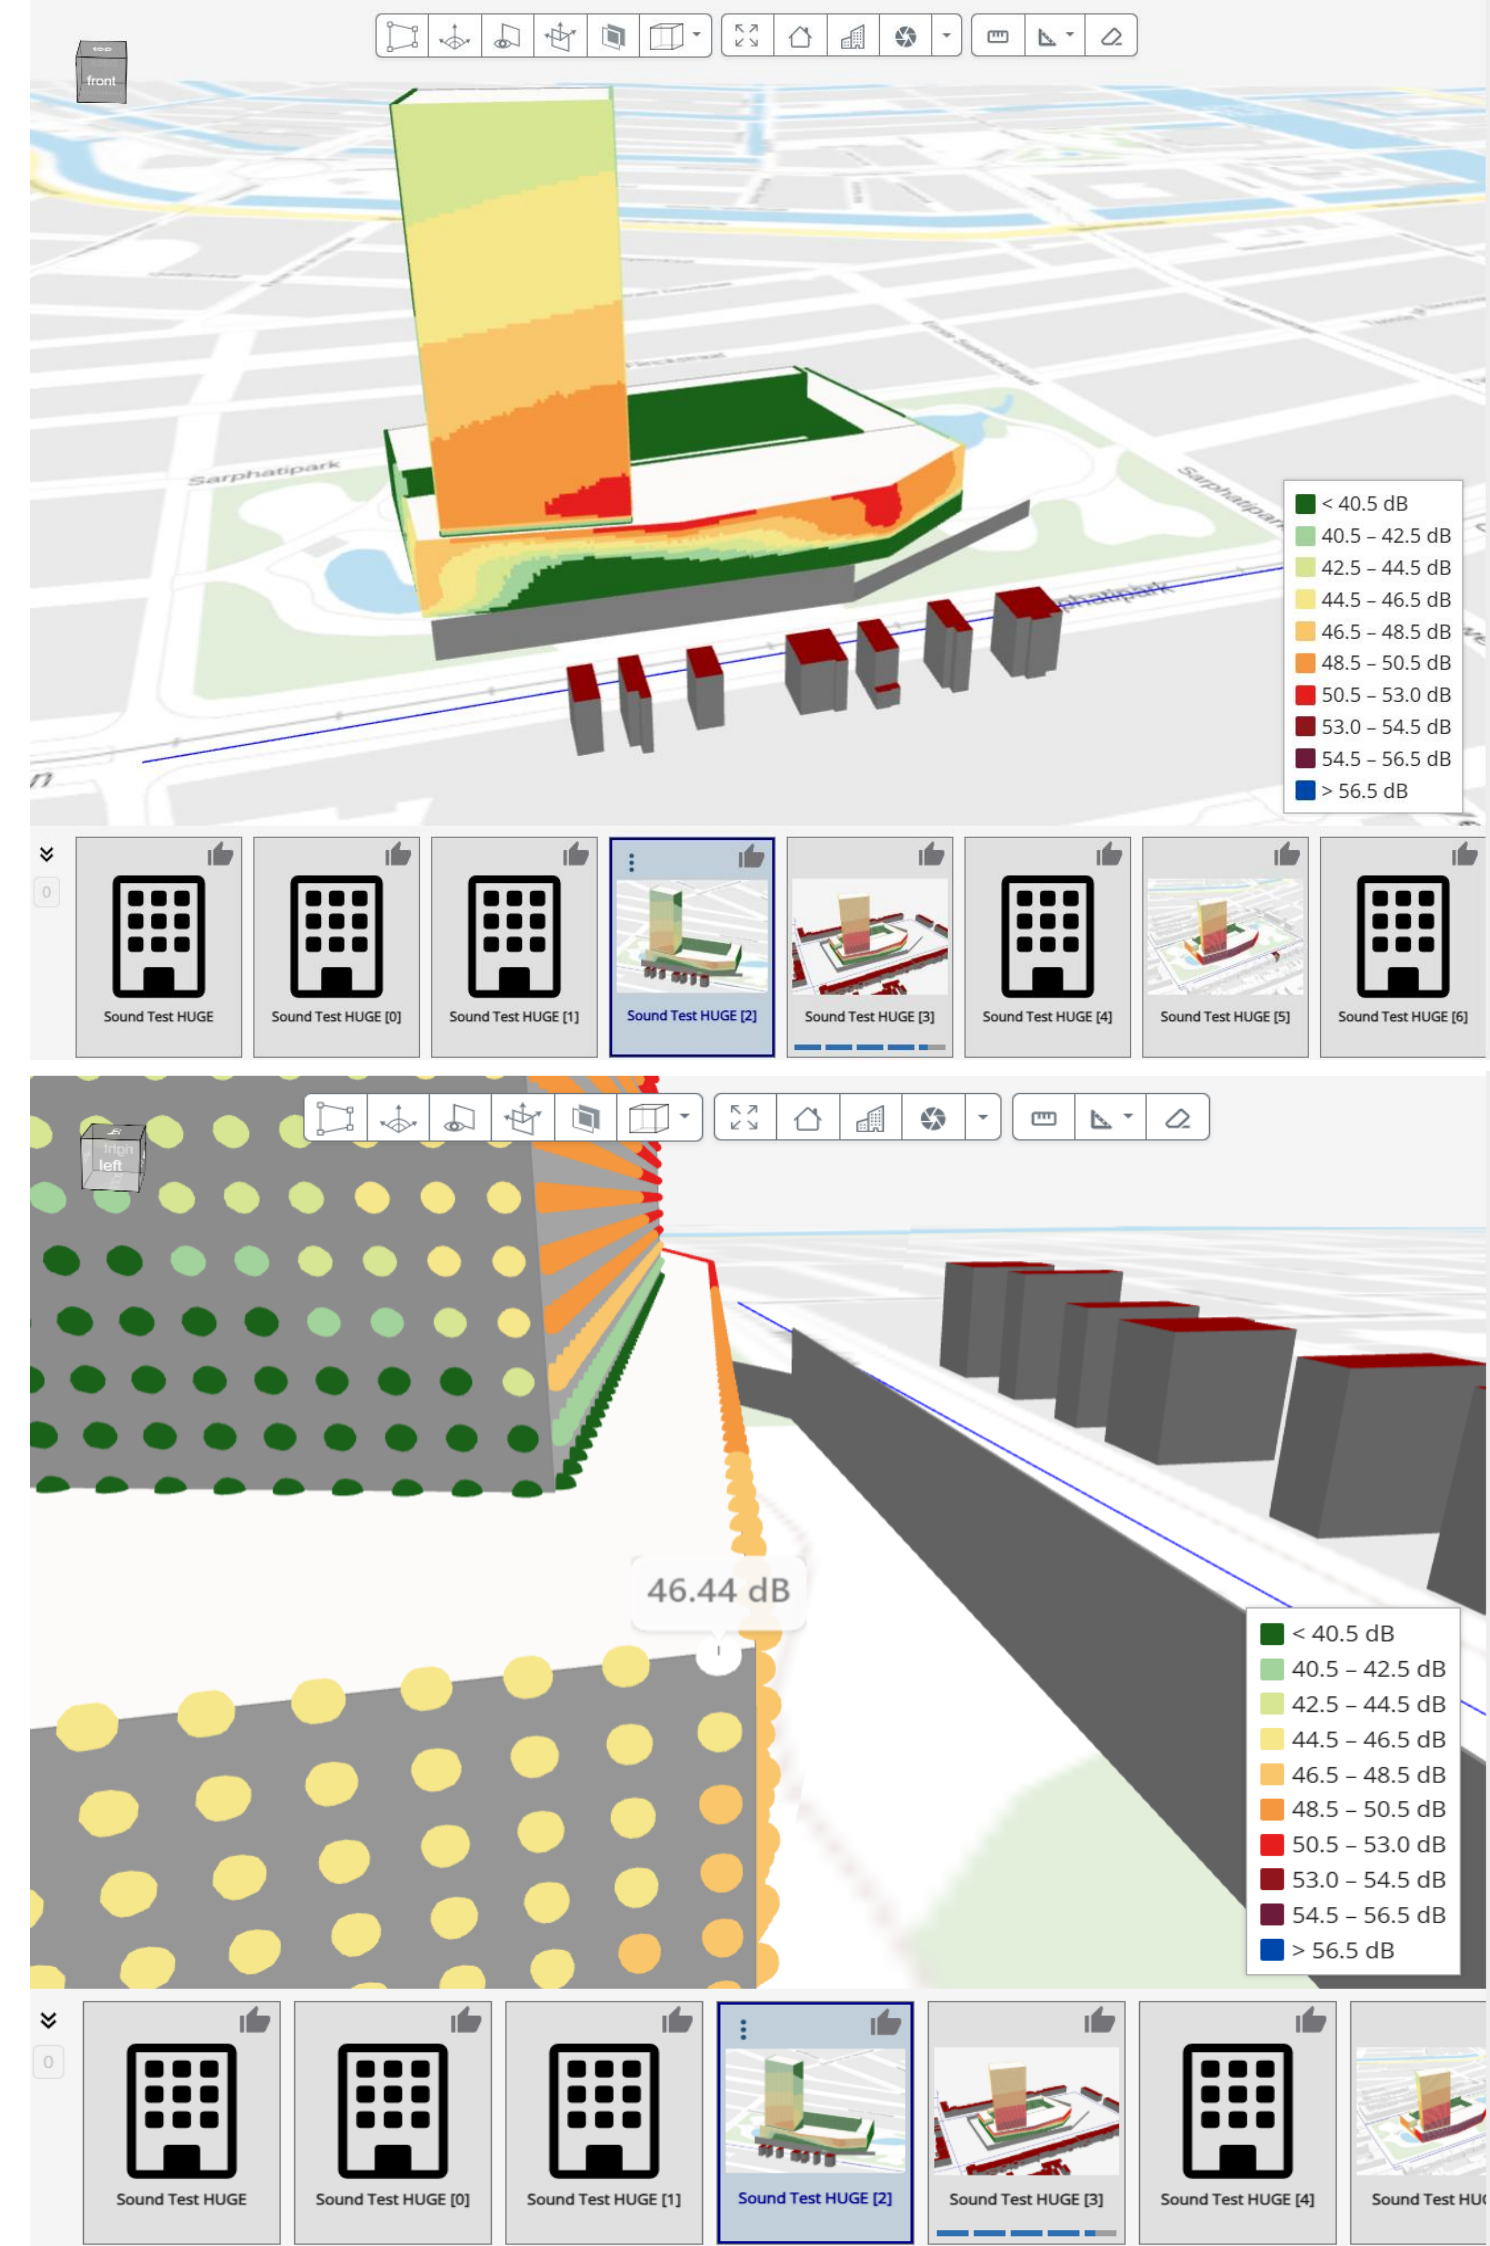 top
front
Sarphatipark
Sarphatipark
< 40.5 dB
40.5 – 42.5 dB
42.5 – 44.5 dB
44.5 – 46.5 dB
46.5 – 48.5 dB
48.5 – 50.5 dB
50.5 – 53.0 dB
53.0 – 54.5 dB
54.5 – 56.5 dB
> 56.5 dB
n
0
Sound Test HUGE
Sound Test HUGE [0]
Sound Test HUGE [1]
Sound Test HUGE [2]
Sound Test HUGE [3]
Sound Test HUGE [4]
Sound Test HUGE [5]
Sound Test HUGE [6]
left
46.44 dB
< 40.5 dB
40.5 – 42.5 dB
42.5 – 44.5 dB
44.5 – 46.5 dB
46.5 – 48.5 dB
48.5 – 50.5 dB
50.5 – 53.0 dB
53.0 – 54.5 dB
54.5 – 56.5 dB
> 56.5 dB
0
Sound Test HUGE
Sound Test HUGE [0]
Sound Test HUGE [1]
Sound Test HUGE [2]
Sound Test HUGE [3]
Sound Test HUGE [4]
Sound Test HU